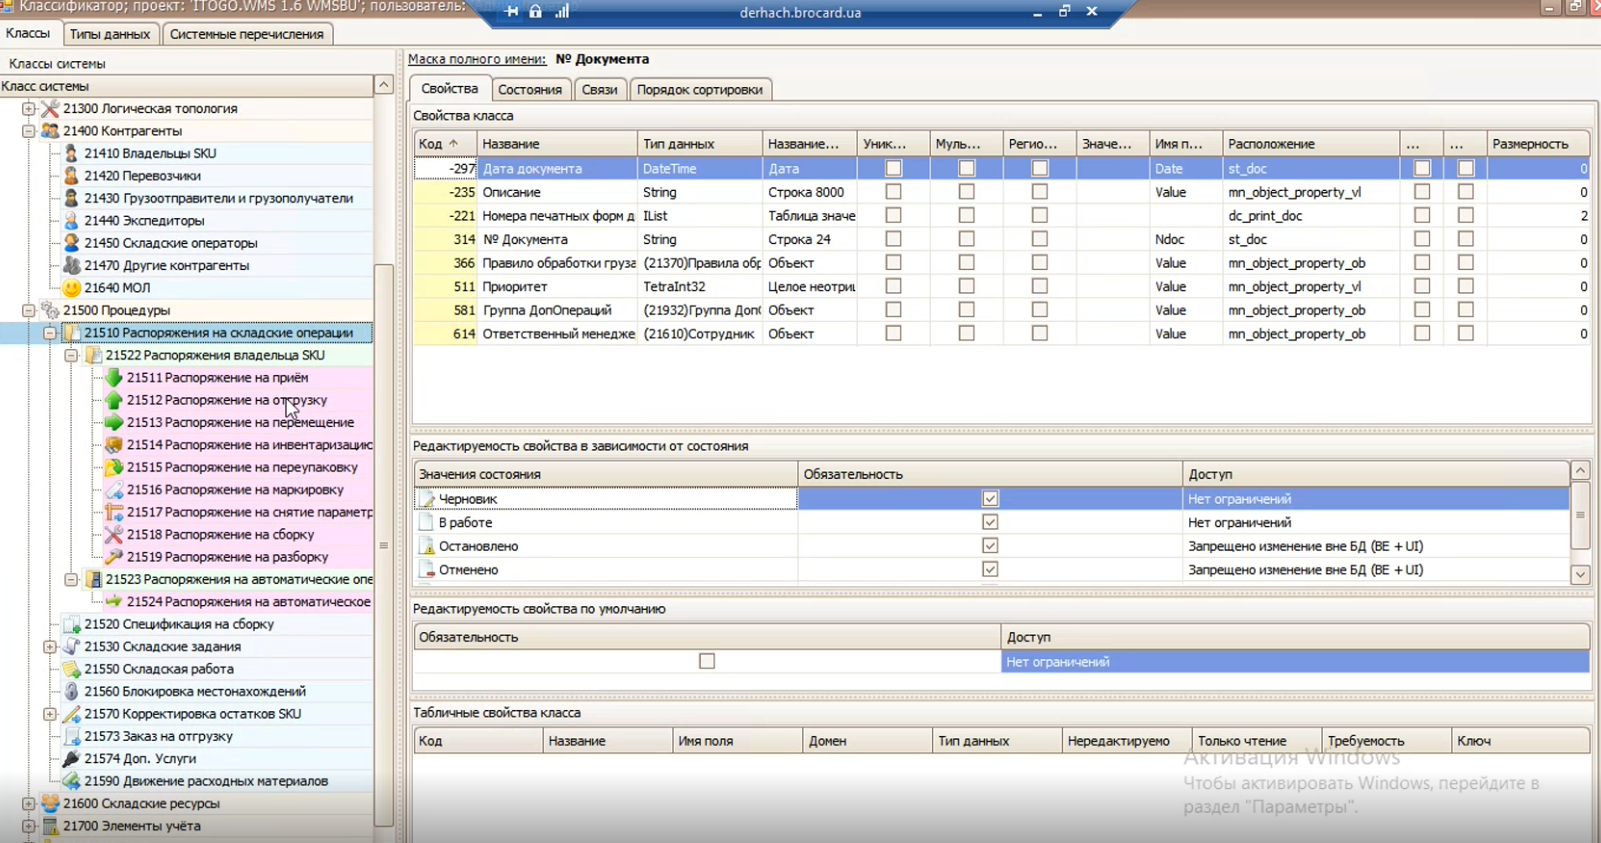 Классификатор; проект: 'ITOGO.WMS 1.6 WMSBU'; пользователь:
derhach.brocard.ua
Классы Типы данных Системные перечисления
Классы системы
Класс системы
21300 Логическая топология
21400 Контрагенты
21410 Владельцы SKU
21420 Перевозчики
21430 Грузоотправители и грузополучатели
21440 Экспедиторы
21450 Складские операторы
21470 Другие контрагенты
21640 МОЛ
21500 Процедуры
21510 Распоряжения на складские операции
21522 Распоряжения владельца SKU
21511 Распоряжение на приём
21512 Распоряжение на отгрузку
21513 Распоряжение на перемещение
21514 Распоряжение на инвентаризацию
21515 Распоряжение на переупаковку
21516 Распоряжение на маркировку
21517 Распоряжение на снятие параметр
21518 Распоряжение на сборку
21519 Распоряжение на разборку
21523 Распоряжения на автоматические опе
21524 Распоряжения на автоматическое
21520 Спецификация на сборку
21530 Складские задания
21550 Складская работа
21560 Блокировка местонахождений
21570 Корректировка остатков SKU
21573 Заказ на отгрузку
21574 Доп. Услуги
21590 Движение расходных материалов
21600 Складские ресурсы
21700 Элементы учёта
Маска полного имени: № Документа
Свойства Состояния Связи Порядок сортировки
Свойства класса
Код Название Тип данных Название... Уник... Муль... Регио... Значе... Имя п... Расположение ... ... Размерность
-297 Дата документа DateTime Дата Date st_doc 0
-235 Описание String Строка 8000 Value mn_object_property_vl 0
-221 Номера печатных форм д IList Таблица значе dc_print_doc 2
314 № Документа String Строка 24 Ndoc st_doc 0
366 Правило обработки груза (21370)Правила обр Объект Value mn_object_property_ob 0
511 Приоритет TetraInt32 Целое неотриц Value mn_object_property_vl 0
581 Группа ДопОпераций (21932)Группа Доп Объект Value mn_object_property_ob 0
614 Ответственный менедже (21610)Сотрудник Объект Value mn_object_property_ob 0
Редактируемость свойства в зависимости от состояния
Значения состояния Обязательность Доступ
Черновик Нет ограничений
В работе Нет ограничений
Остановлено Запрещено изменение вне БД (BE + UI)
Отменено Запрещено изменение вне БД (BE + UI)
Редактируемость свойства по умолчанию
Обязательность Доступ
Нет ограничений
Табличные свойства класса
Код Название Имя поля Домен Тип данных Нередактируемо Только чтение Требуемость Ключ
Активация Windows
Чтобы активировать Windows, перейдите в
раздел "Параметры".